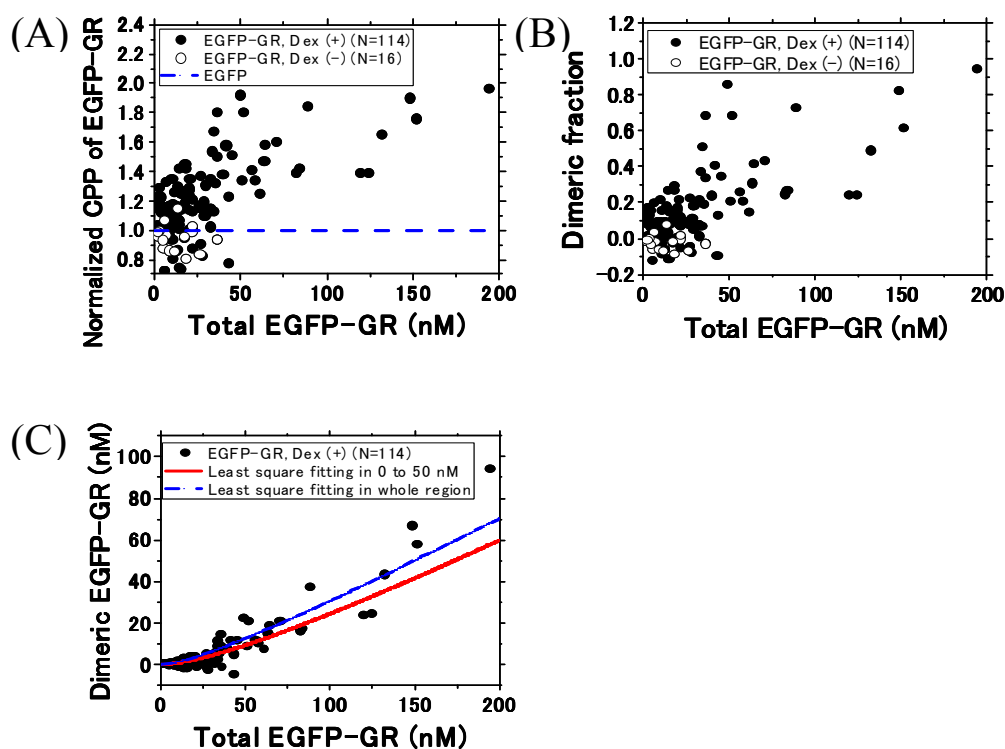 (A)
Normalized CPP of EGFP-GR
2.4
2.2
2.0
1.8
1.6
1.4
1.2
1.0
0.8
EGFP-GR, Dex (+) (N=114)
EGFP-GR, Dex (-) (N=16)
EGFP
0 50 100 150 200
Total EGFP-GR (nM)
(B)
Dimeric fraction
1.2
1.0
0.8
0.6
0.4
0.2
0.0
-0.2
EGFP-GR, Dex (+) (N=114)
EGFP-GR, Dex (-) (N=16)
0 50 100 150 200
Total EGFP-GR (nM)
(C)
Dimeric EGFP-GR (nM)
100
80
60
40
20
0
EGFP-GR, Dex (+) (N=114)
Least square fitting in 0 to 50 nM
Least square fitting in whole region
0 50 100 150 200
Total EGFP-GR (nM)